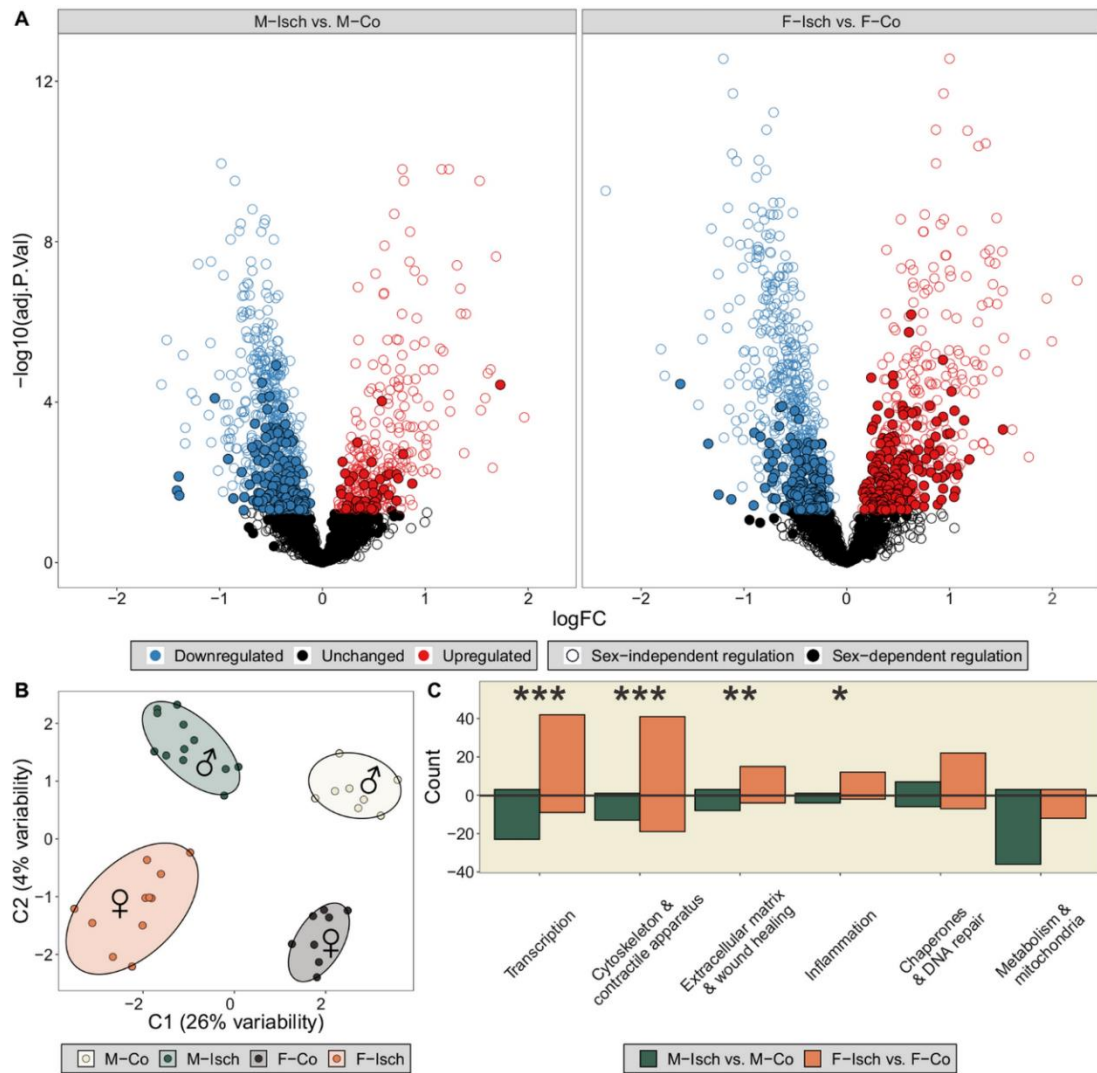 A
M−Isch vs. M−Co
F−Isch vs. F−Co
12
8
4
0
−log10(adj.P.Val)
−2 −1 0 1 2
−2 −1 0 1 2
logFC
Downregulated Unchanged Upregulated
Sex−independent regulation Sex−dependent regulation
B
2
1
0
−1
−2
C2 (4% variability)
♂
♂
♀
♀
−2 0 2
C1 (26% variability)
M−Co M−Isch F−Co F−Isch
C
*** *** ** *
40
20
0
−20
−40
Count
Transcription
Cytoskeleton &
contractile apparatus
Extracellular matrix
& wound healing
Inflammation
Chaperones
& DNA repair
Metabolism &
mitochondria
M−Isch vs. M−Co F−Isch vs. F−Co